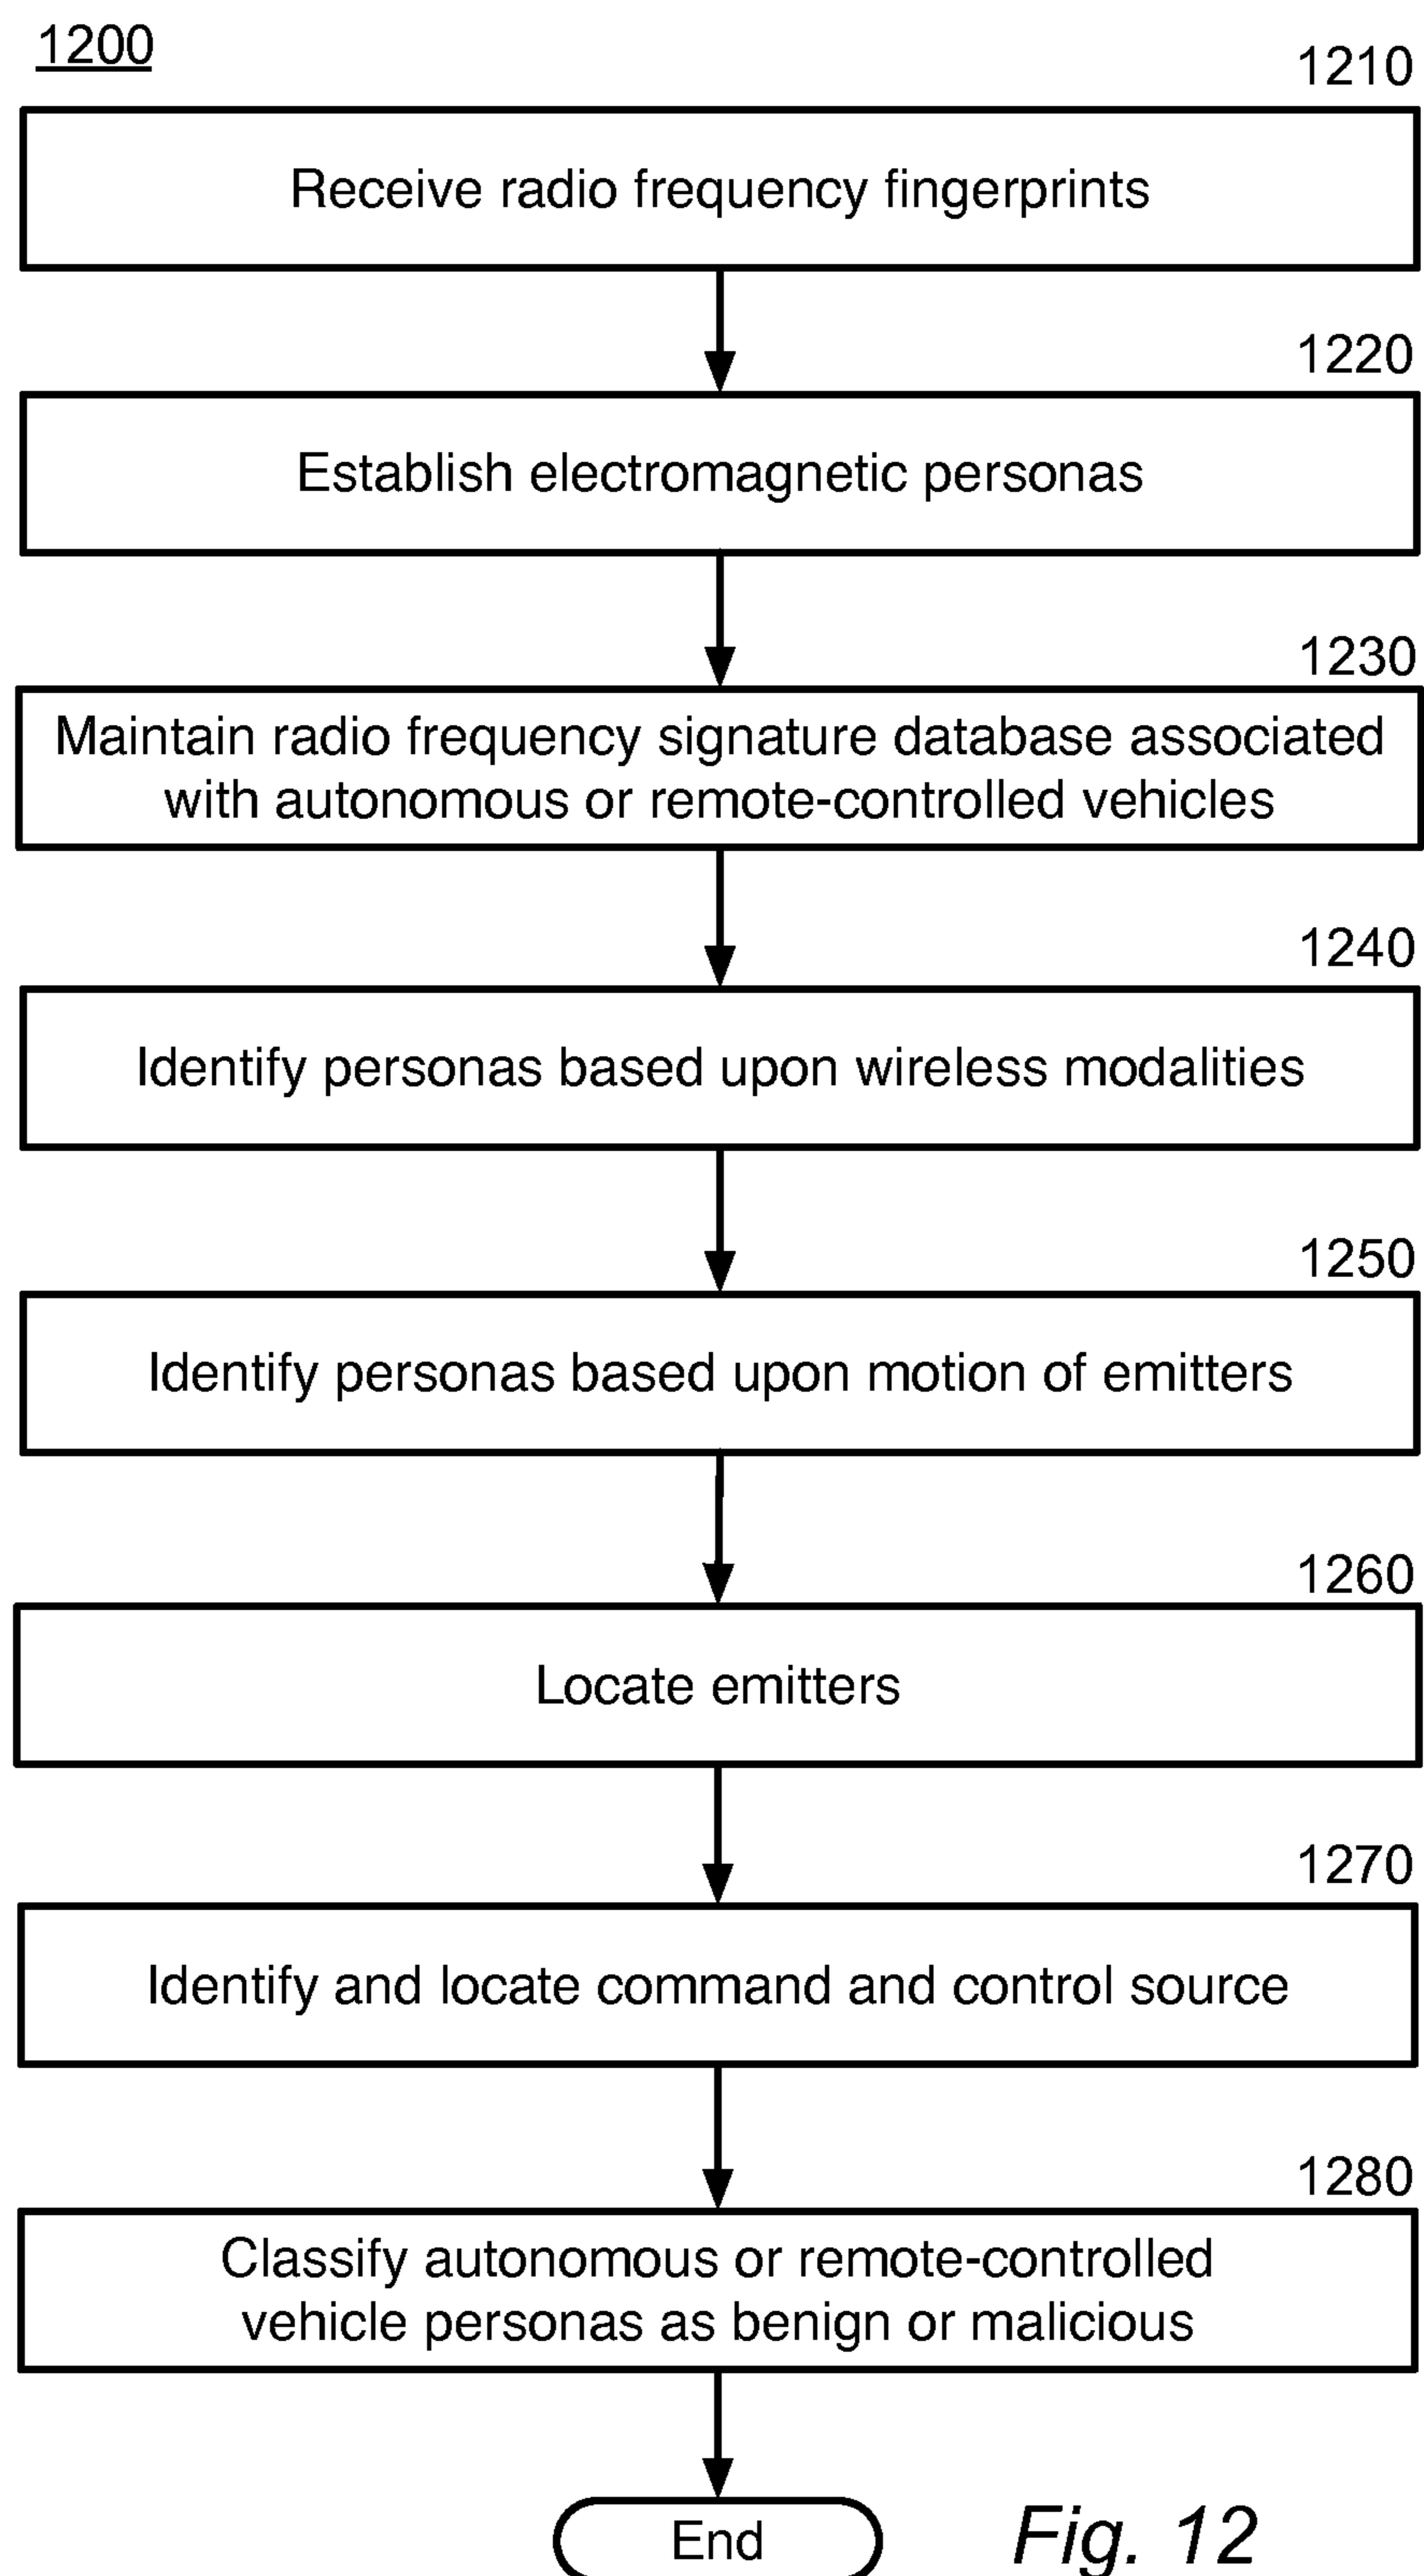 1200
1210
Receive radio frequency fingerprints
1220
Establish electromagnetic personas
1230
Maintain radio frequency signature database associated
with autonomous or remote-controlled vehicles
1240
Identify personas based upon wireless modalities
1250
Identify personas based upon motion of emitters
1260
Locate emitters
1270
Identify and locate command and control source
1280
Classify autonomous or remote-controlled
vehicle personas as benign or malicious
End
Fig. 12